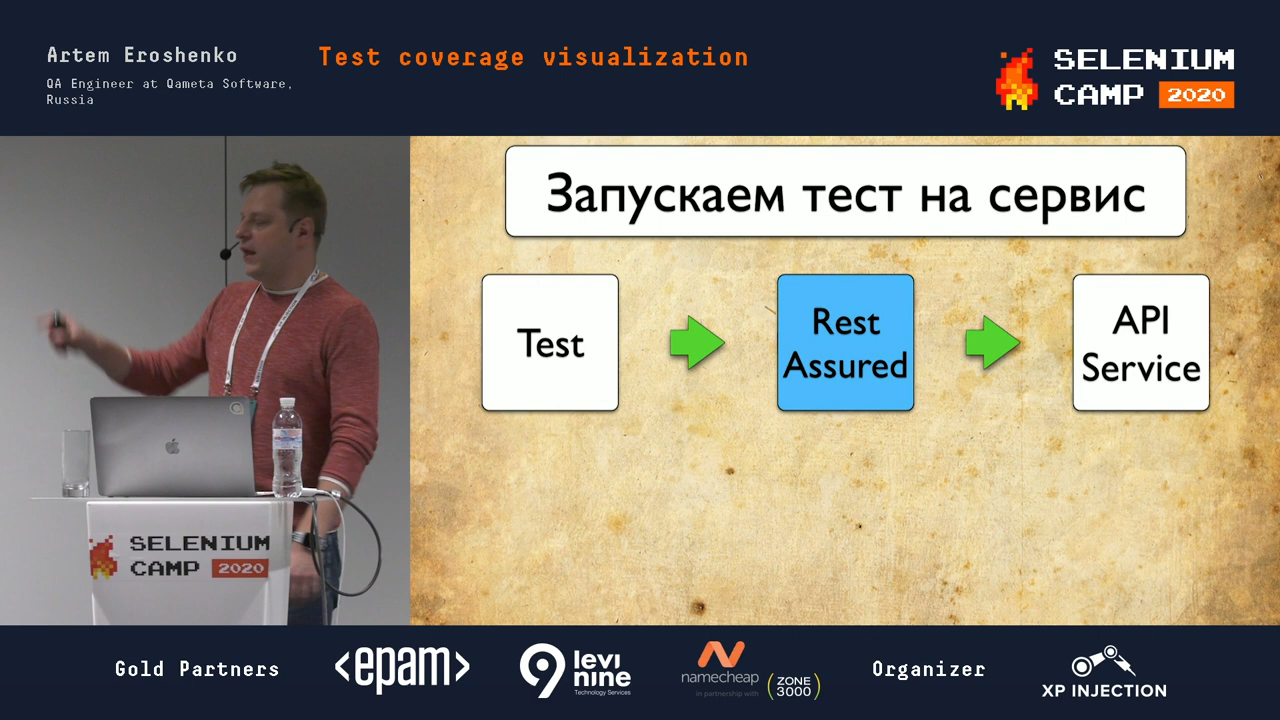 Artem Eroshenko
QA Engineer at Qameta Software,
Russia
Test coverage visualization
SELENIUM
CAMP 2020
Запускаем тест на сервис
Test
Rest
Assured
API
Service
SELENIUM
CAMP 2020
Gold Partners
<epam>
9 levi
nine
Technology Services
namecheap
in partnership with
ZONE
3000
Organizer
XP INJECTION